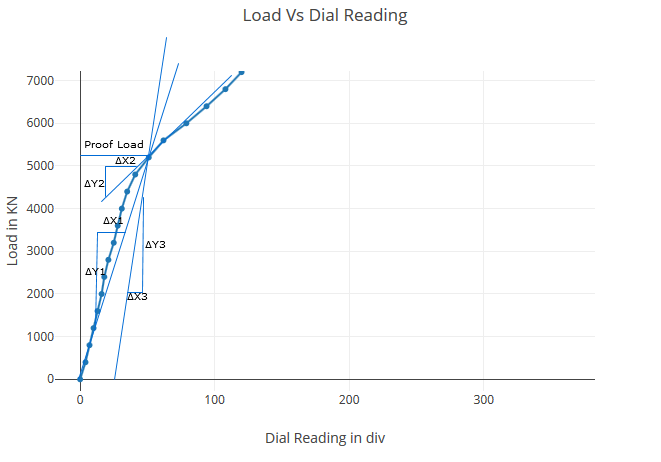 Load Vs Dial Reading
7000
6000
Proof Load
ΔX2
5000
ΔY2
4000
ΔX1
ΔY3
3000
ΔY1
2000
ΔX3
1000
0
0 100 200 300
Load in KN
Dial Reading in div